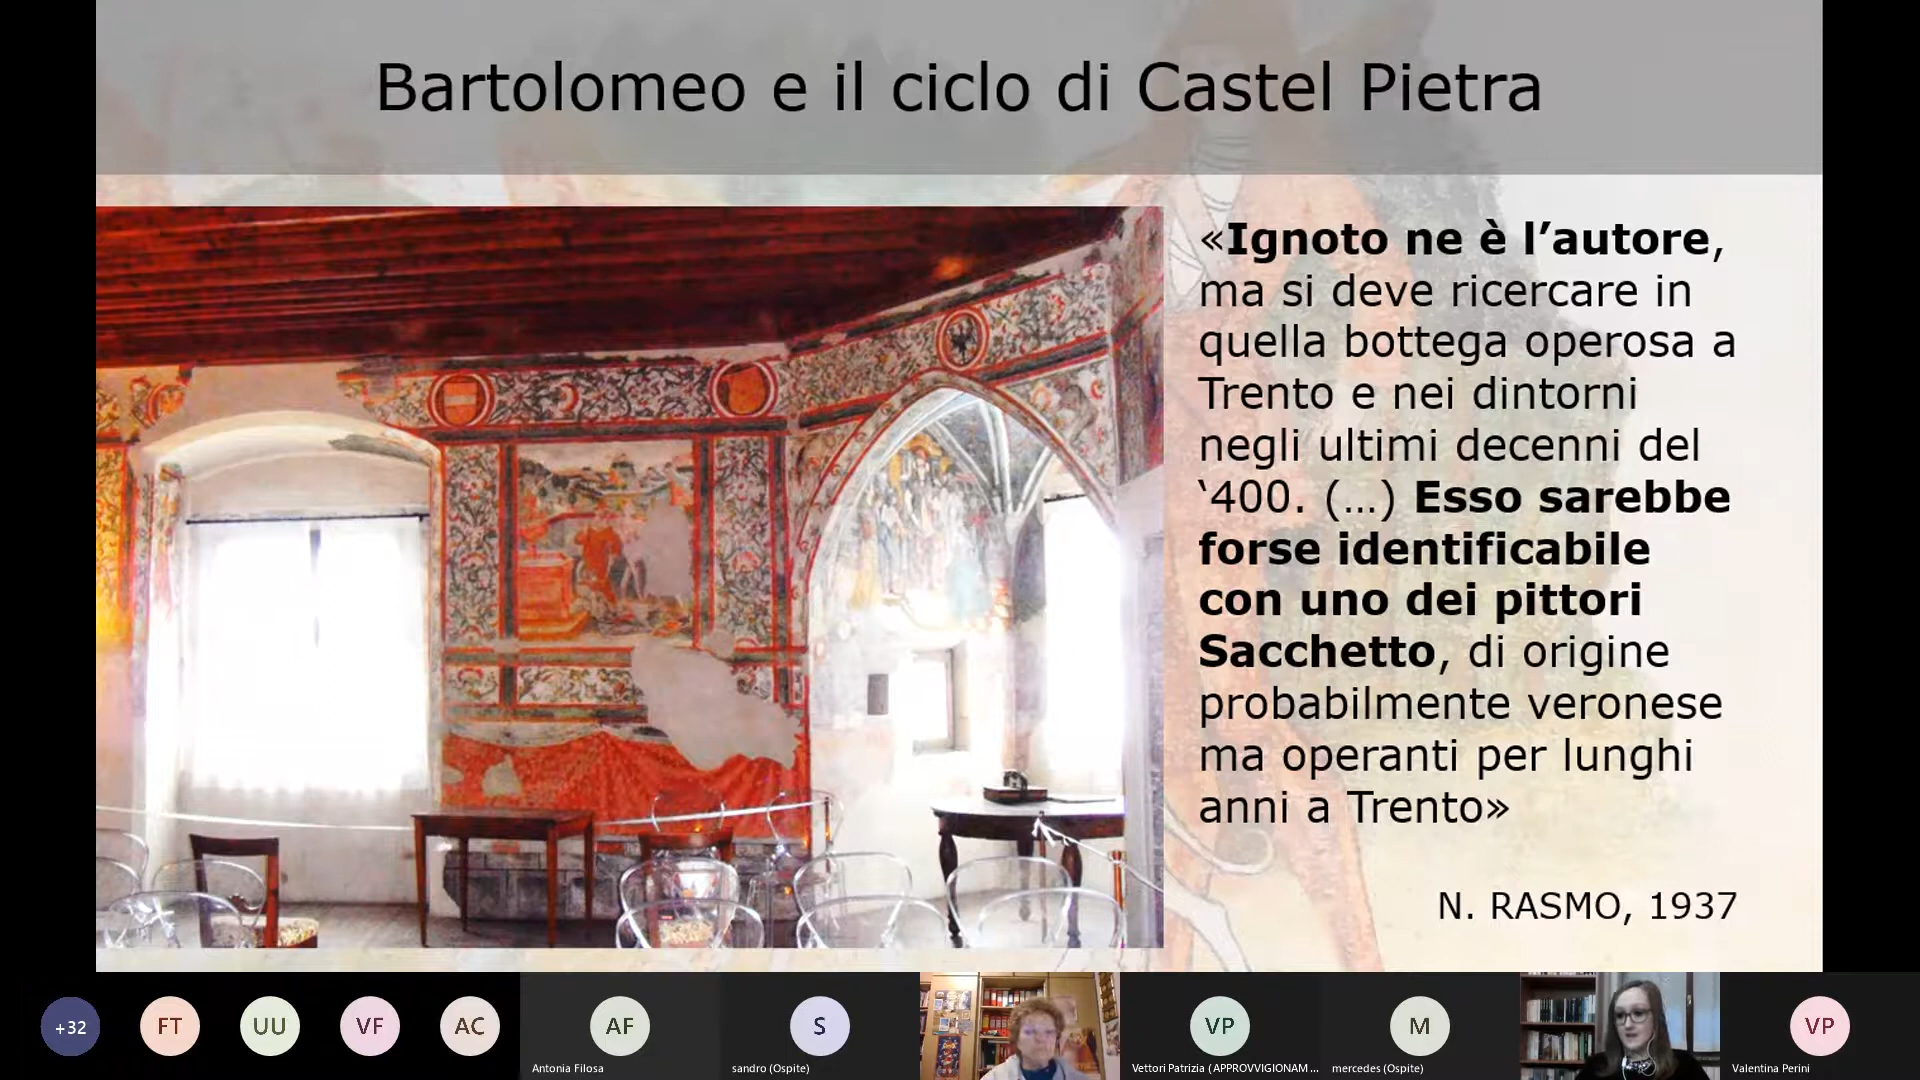 Bartolomeo e il ciclo di Castel Pietra
«Ignoto ne è l’autore,
ma si deve ricercare in
quella bottega operosa a
Trento e nei dintorni
negli ultimi decenni del
‘400. (…) Esso sarebbe
forse identificabile
con uno dei pittori
Sacchetto, di origine
probabilmente veronese
ma operanti per lunghi
anni a Trento»
N. RASMO, 1937
+32
FT
UU
VF
AC
AF
Antonia Filosa
S
sandro (Ospite)
VP
Vettori Patrizia ( APPROVVIGIONAM ...
M
mercedes (Ospite)
VP
Valentina Perini